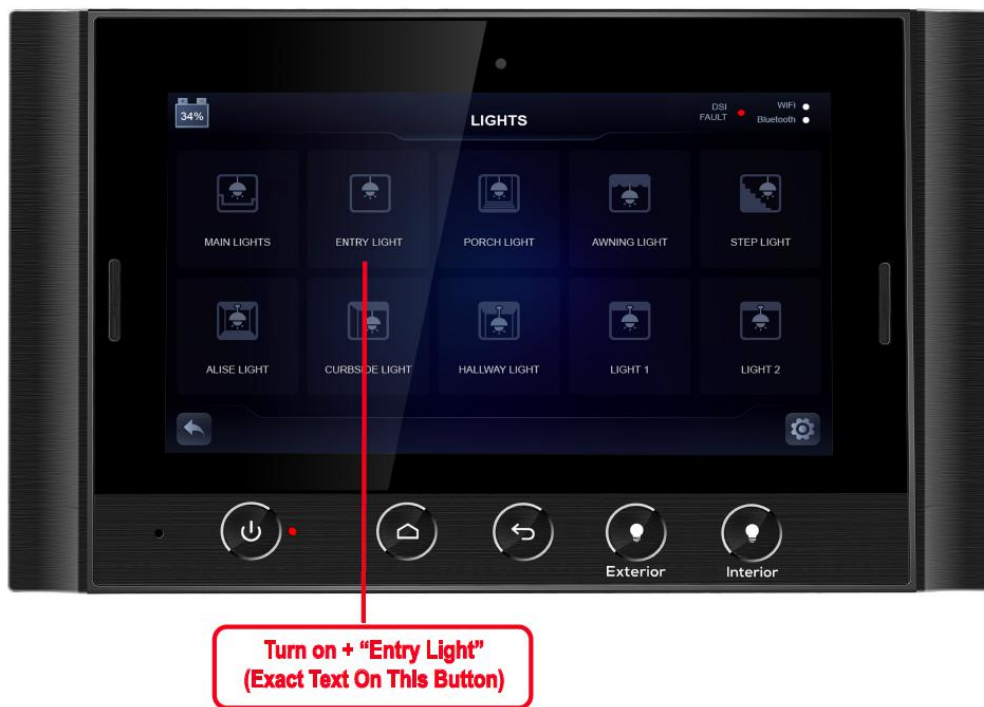 34%
LIGHTS
DSI
FAULT
WiFi
Bluetooth
MAIN LIGHTS
ENTRY LIGHT
PORCH LIGHT
AWNING LIGHT
STEP LIGHT
ALISE LIGHT
CURBSIDE LIGHT
HALLWAY LIGHT
LIGHT 1
LIGHT 2
Exterior
Interior
Turn on + “Entry Light”
(Exact Text On This Button)